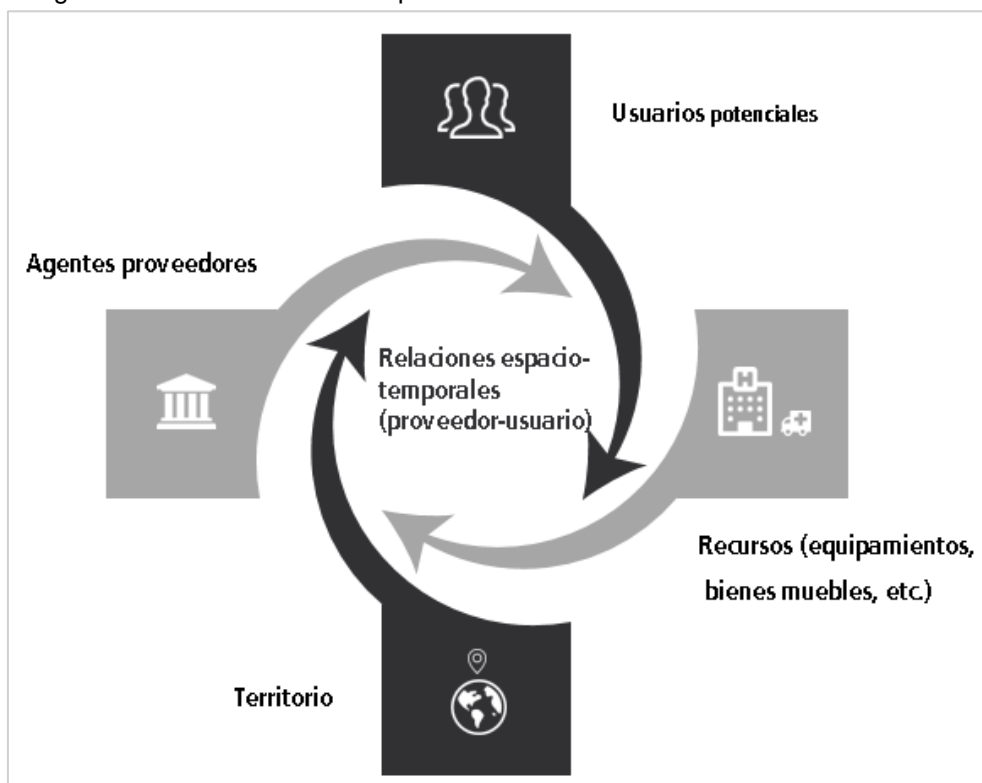 Usuarios potenciales
Agentes proveedores
Relaciones espacio-
temporales
(proveedor-usuario)
H
Recursos (equipamientos,
bienes muebles, etc.)
Territorio